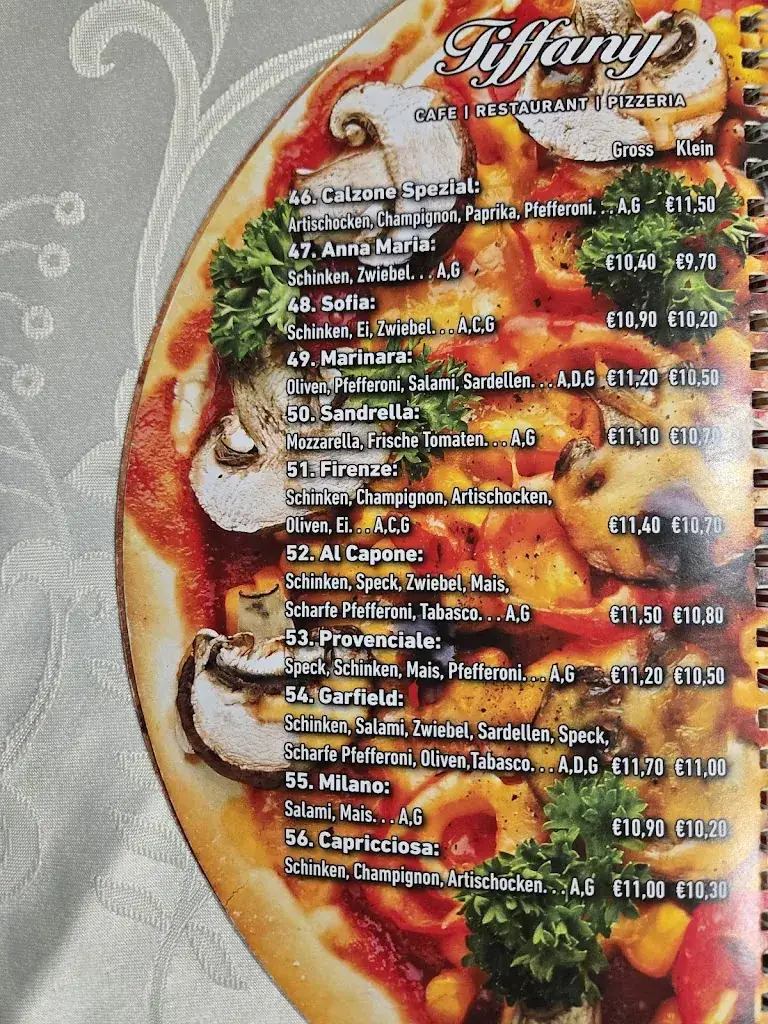 Tiffany
CAFE | RESTAURANT | PIZZERIA
Gross Klein
46. Calzone Spezial:
Artischocken, Champignon, Paprika, Pfefferoni. . . A,G €11,50
47. Anna Maria:
Schinken, Zwiebel. . . A,G €10,40 €9,70
48. Sofia:
Schinken, Ei, Zwiebel. . . A,C,G €10,90 €10,20
49. Marinara:
Oliven, Pfefferoni, Salami, Sardellen. . . A,D,G €11,20 €10,50
50. Sandrella:
Mozzarella, Frische Tomaten. . . A,G €11,10 €10,70
51. Firenze:
Schinken, Champignon, Artischocken,
Oliven, Ei. . . A,C,G €11,40 €10,70
52. Al Capone:
Schinken, Speck, Zwiebel, Mais,
Scharfe Pfefferoni, Tabasco. . . A,G €11,50 €10,80
53. Provenciale:
Speck, Schinken, Mais, Pfefferoni. . . A,G €11,20 €10,50
54. Garfield:
Schinken, Salami, Zwiebel, Sardellen, Speck,
Scharfe Pfefferoni, Oliven,Tabasco. . . A,D,G €11,70 €11,00
55. Milano:
Salami, Mais. . . A,G €10,90 €10,20
56. Capricciosa:
Schinken, Champignon, Artischocken. . . A,G €11,00 €10,30